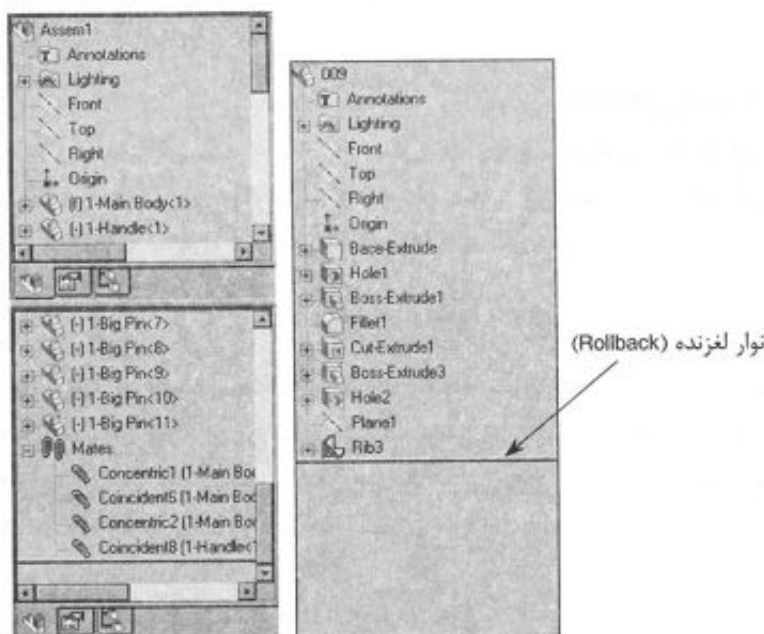 Assem1
Annotations
Lighting
Front
Top
Right
Origin
(f) 1-Main Body<1>
(-) 1-Handle<1>
(-) 1-Big Pin<7>
(-) 1-Big Pin<8>
(-) 1-Big Pin<9>
(-) 1-Big Pin<10>
(-) 1-Big Pin<11>
Mates
Concentric1 (1-Main Bo
Coincident5 (1-Main Bod
Concentric2 (1-Main Bo
Coincident8 (1-Handle<
009
Annotations
Lighting
Front
Top
Right
Origin
Base-Extrude
Hole1
Boss-Extrude1
Fillet1
Cut-Extrude1
Boss-Extrude3
Hole2
Plane1
Rib3
نوار لغزنده (Rollback)